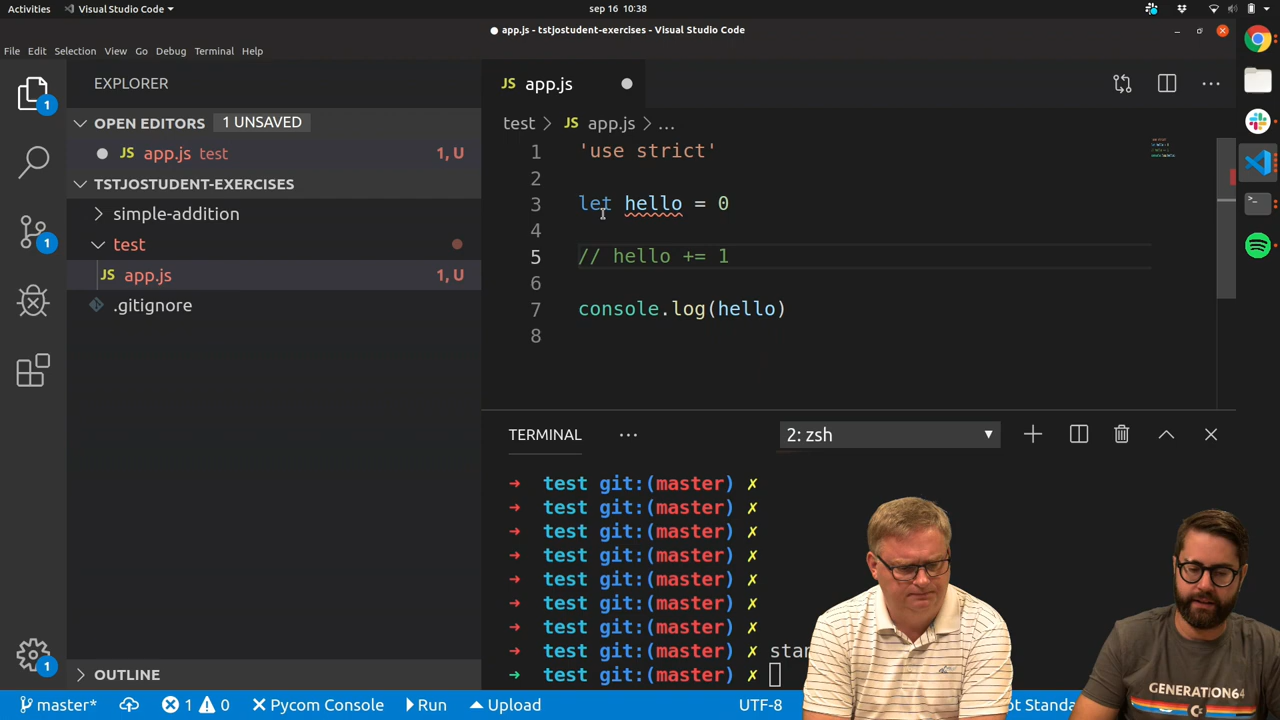 Activities
Visual Studio Code
sep 16 10:38
app.js - tstjostudent-exercises - Visual Studio Code
File Edit Selection View Go Debug Terminal Help
EXPLORER
OPEN EDITORS 1 UNSAVED
JS app.js test 1, U
TSTJOSTUDENT-EXERCISES
simple-addition
test
JS app.js 1, U
.gitignore
OUTLINE
1
1
1
JS app.js
test > JS app.js > ...
1 'use strict'
2
3 let hello = 0
4
5 // hello += 1
6
7 console.log(hello)
8
TERMINAL
2: zsh
→ test git:(master) ✗
→ test git:(master) ✗
→ test git:(master) ✗
→ test git:(master) ✗
→ test git:(master) ✗
→ test git:(master) ✗
→ test git:(master) ✗
→ test git:(master) ✗ star
→ test git:(master) ✗
GENERATION64
master* 1 0 Pycom Console Run Upload UTF-8